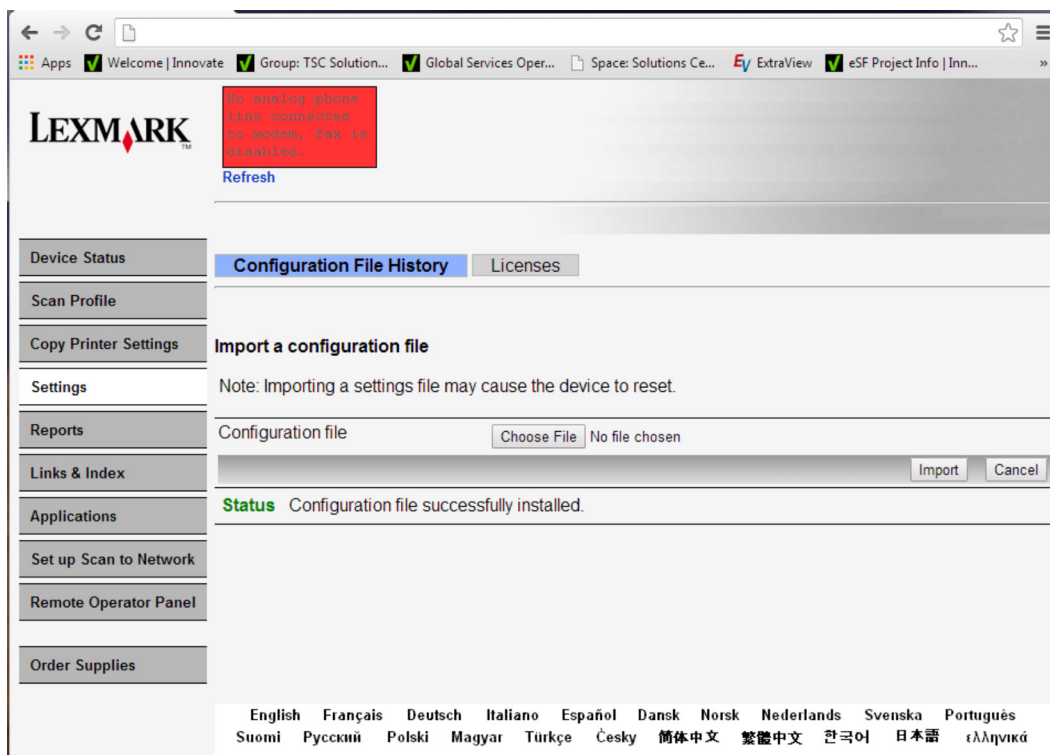 Apps Welcome | Innovate Group: TSC Solution... Global Services Oper... Space: Solutions Ce... EV ExtraView eSF Project Info | Inn... »
LEXMARK TM
No analog phone
line connected
to modem, fax is
disabled.
Refresh
Device Status
Scan Profile
Copy Printer Settings
Settings
Reports
Links & Index
Applications
Set up Scan to Network
Remote Operator Panel
Order Supplies
Configuration File History Licenses
Import a configuration file
Note: Importing a settings file may cause the device to reset.
Configuration file Choose File No file chosen
Import Cancel
Status Configuration file successfully installed.
English Français Deutsch Italiano Español Dansk Norsk Nederlands Svenska Português
Suomi Русский Polski Magyar Türkçe Česky 简体中文 繁體中文 한국어 日本語 ελληνικά